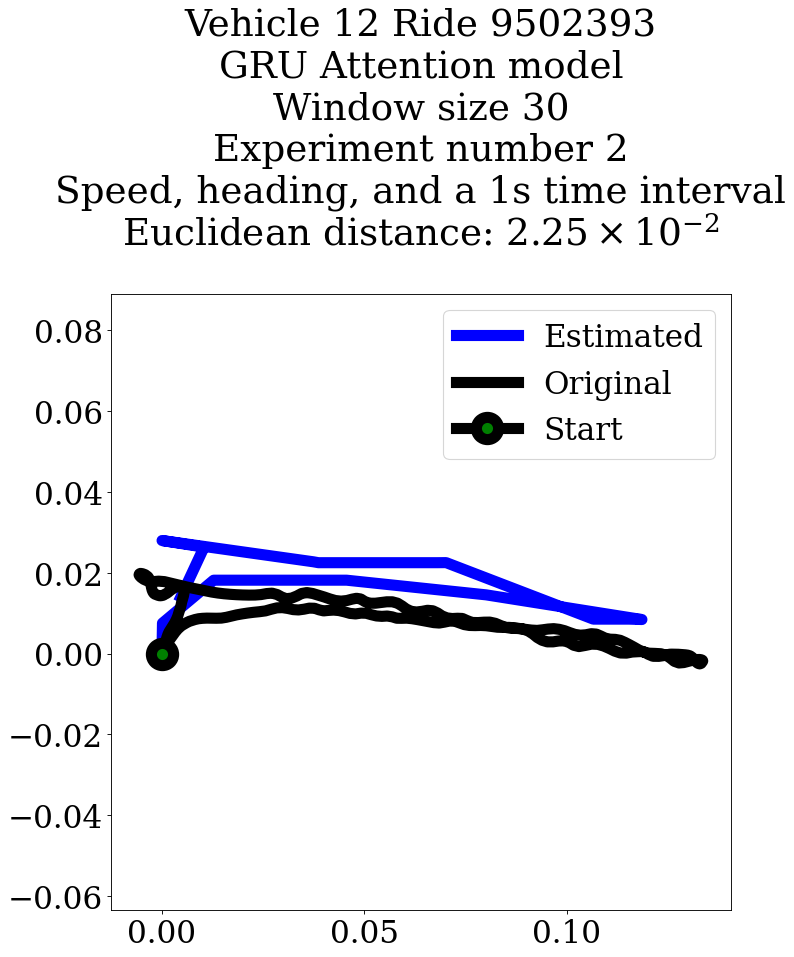 Vehicle 12 Ride 9502393
GRU Attention model
Window size 30
Experiment number 2
Speed, heading, and a 1s time interval
Euclidean distance: 2.25 × 10⁻²
Estimated
Original
Start
0.08
0.06
0.04
0.02
0.00
−0.02
−0.04
−0.06
0.00 0.05 0.10